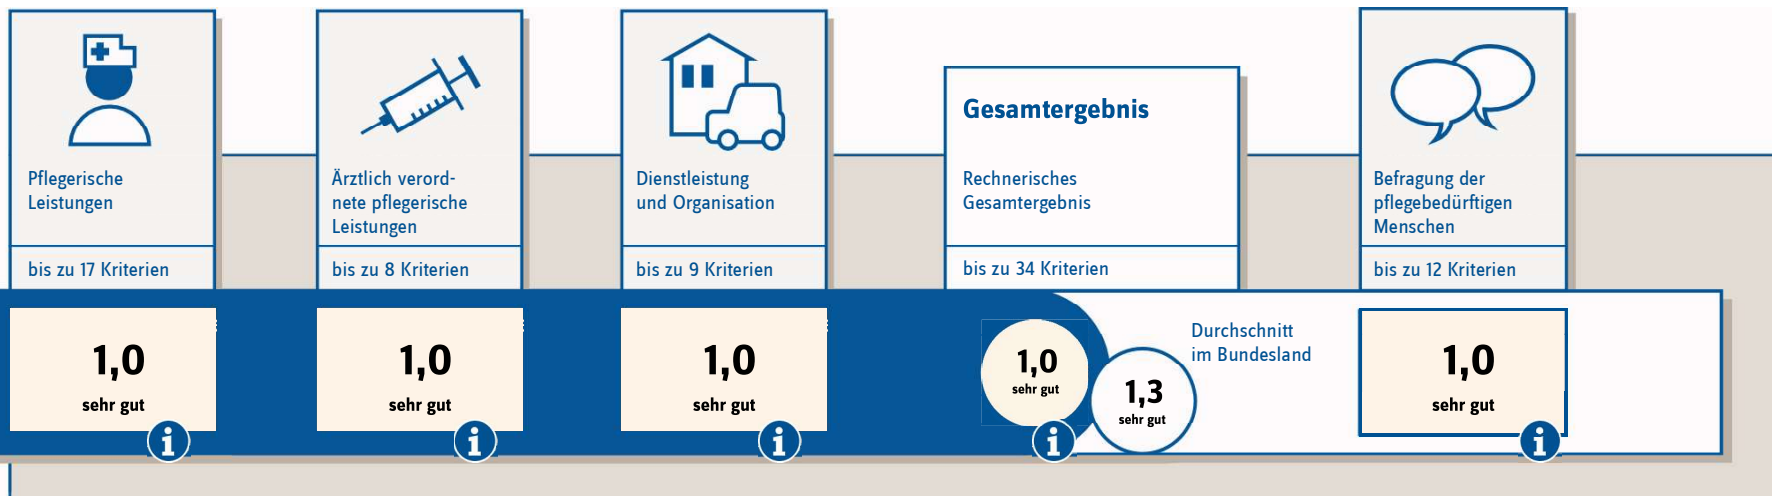 Pflegerische
Leistungen
bis zu 17 Kriterien
1,0
sehr gut
i
Ärztlich verord-
nete pflegerische
Leistungen
bis zu 8 Kriterien
1,0
sehr gut
i
Dienstleistung
und Organisation
bis zu 9 Kriterien
1,0
sehr gut
i
Gesamtergebnis
Rechnerisches
Gesamtergebnis
bis zu 34 Kriterien
1,0
sehr gut
i
1,3
sehr gut
Durchschnitt
im Bundesland
Befragung der
pflegebedürftigen
Menschen
bis zu 12 Kriterien
1,0
sehr gut
i